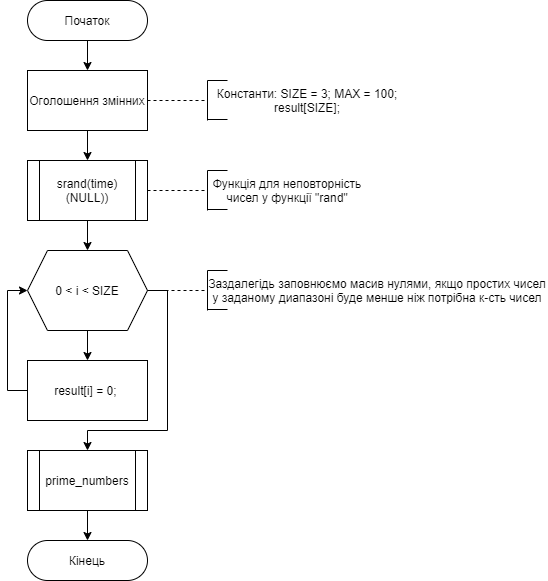 Початок
Оголошення змінних
Константи: SIZE = 3; MAX = 100;
result[SIZE];
srand(time)
(NULL))
Функція для неповторність
чисел у функції "rand"
0 < i < SIZE
Заздалегідь заповнюємо масив нулями, якщо простих чисел
у заданому диапазоні буде менше ніж потрібна к-сть чисел
result[i] = 0;
prime_numbers
Кінець